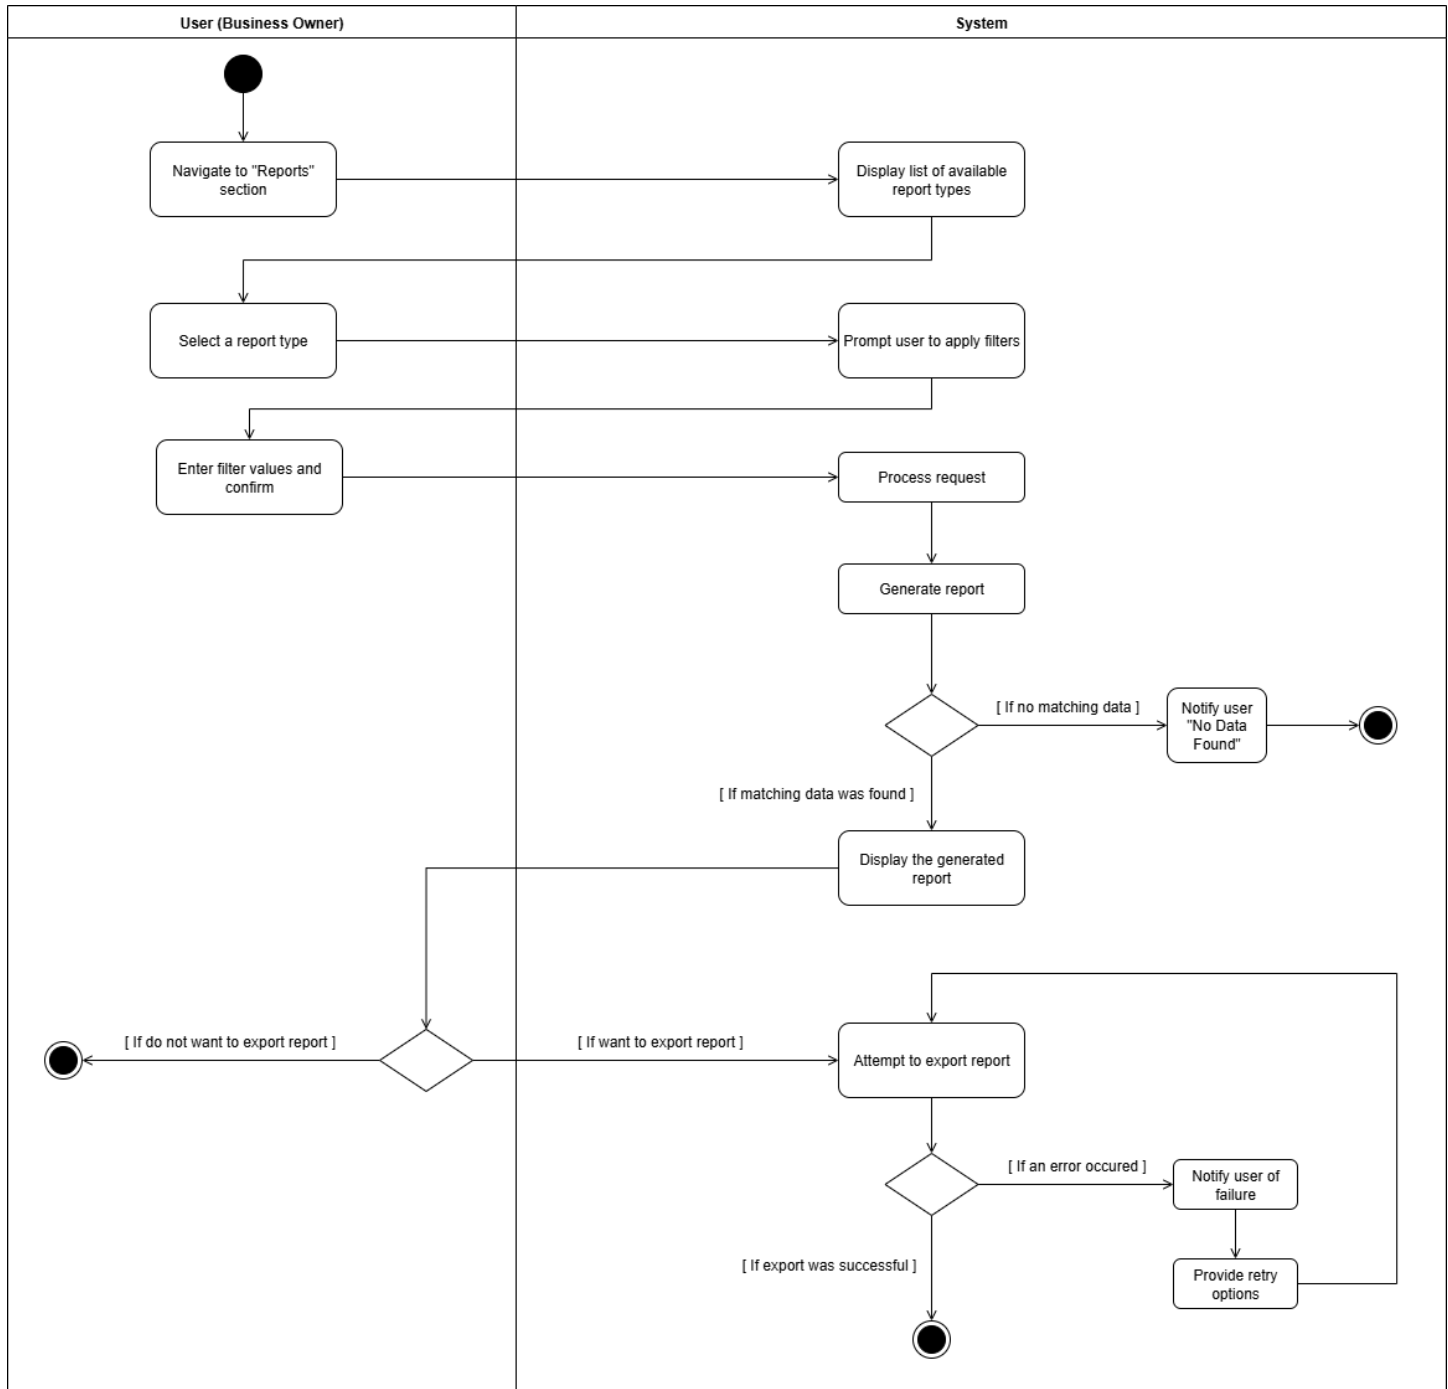 User (Business Owner)
System
Navigate to "Reports"
section
Display list of available
report types
Select a report type
Prompt user to apply filters
Enter filter values and
confirm
Process request
Generate report
[ If no matching data ]
Notify user
"No Data
Found"
[ If matching data was found ]
Display the generated
report
[ If do not want to export report ]
[ If want to export report ]
Attempt to export report
[ If an error occured ]
Notify user of
failure
[ If export was successful ]
Provide retry
options